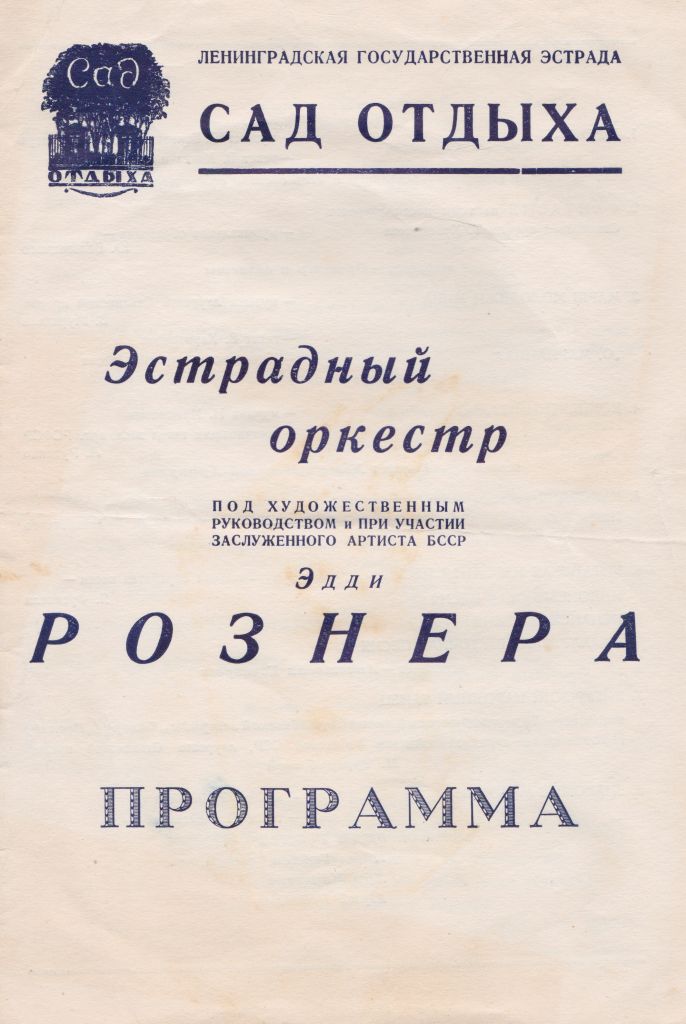 Сад
ОТДЫХА
ЛЕНИНГРАДСКАЯ ГОСУДАРСТВЕННАЯ ЭСТРАДА
САД ОТДЫХА
Эстрадный
оркестр
ПОД ХУДОЖЕСТВЕННЫМ
РУКОВОДСТВОМ и ПРИ УЧАСТИИ
ЗАСЛУЖЕННОГО АРТИСТА БССР
Эдди
РОЗНЕРА
ПРОГРАММА